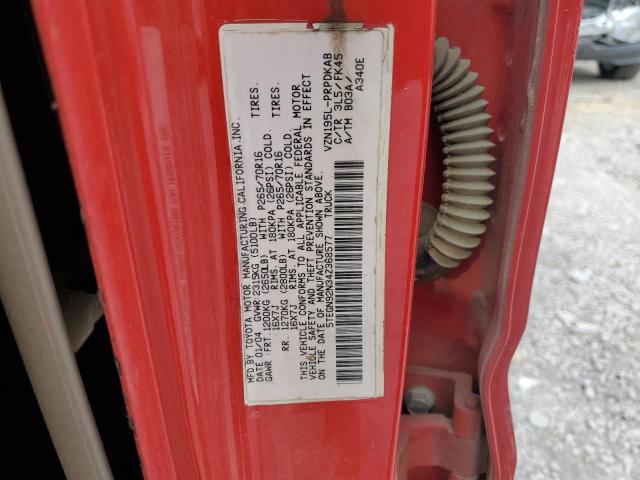 MFD. BY TOYOTA MOTOR MANUFACTURING CALIFORNIA, INC.
DATE 01/04 GVWR:2315KG (5100LB)
GAWR :FRT.1200KG (2650LB) WITH P265/70R16 TIRES.
16X7J RIMS. AT 180KPA (26PSI) COLD.
RR. 1270KG (2800LB) WITH P265/70R16 TIRES.
16X7J RIMS. AT 180KPA (26PSI) COLD.
THIS VEHICLE CONFORMS TO ALL APPLICABLE FEDERAL MOTOR
VEHICLE SAFETY AND THEFT PREVENTION STANDARDS IN EFFECT
ON THE DATE OF MANUFACTURE SHOWN ABOVE.
5TEGN92N34Z368577 TRUCK
VZN195L-PRPDKAB
C/TR 3L5/FK45
A/TM B03A/
A340E